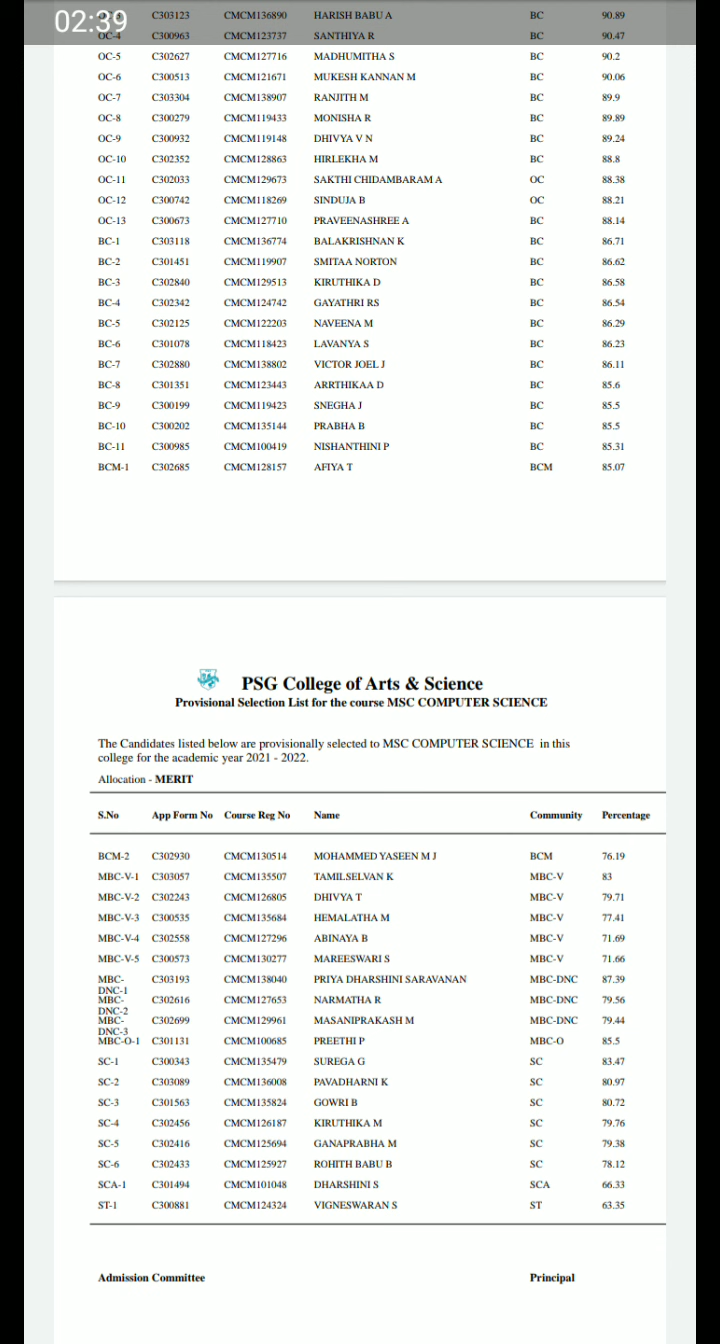 02:39
C303123 CMCM136890 HARISH BABU A BC 90.89
OC-4 C300963 CMCM123737 SANTHIYA R BC 90.47
OC-5 C302627 CMCM127716 MADHUMITHA S BC 90.2
OC-6 C300513 CMCM121671 MUKESH KANNAN M BC 90.06
OC-7 C303304 CMCM138907 RANJITH M BC 89.9
OC-8 C300279 CMCM119433 MONISHA R BC 89.89
OC-9 C300932 CMCM119148 DHIVYA V N BC 89.24
OC-10 C302352 CMCM128863 HIRLEKHA M BC 88.8
OC-11 C302033 CMCM129673 SAKTHI CHIDAMBARAM A OC 88.38
OC-12 C300742 CMCM118269 SINDUJA B OC 88.21
OC-13 C300673 CMCM127710 PRAVEENASHREE A BC 88.14
BC-1 C303118 CMCM136774 BALAKRISHNAN K BC 86.71
BC-2 C301451 CMCM119907 SMITAA NORTON BC 86.62
BC-3 C302840 CMCM129513 KIRUTHIKA D BC 86.58
BC-4 C302342 CMCM124742 GAYATHRI RS BC 86.54
BC-5 C302125 CMCM122203 NAVEENA M BC 86.29
BC-6 C301078 CMCM118423 LAVANYA S BC 86.23
BC-7 C302880 CMCM138802 VICTOR JOEL J BC 86.11
BC-8 C301351 CMCM123443 ARRTHIKAA D BC 85.6
BC-9 C300199 CMCM119423 SNEGHA J BC 85.5
BC-10 C300202 CMCM135144 PRABHA B BC 85.5
BC-11 C300985 CMCM100419 NISHANTHINI P BC 85.31
BCM-1 C302685 CMCM128157 AFIYA T BCM 85.07
PSG College of Arts & Science
Provisional Selection List for the course MSC COMPUTER SCIENCE
The Candidates listed below are provisionally selected to MSC COMPUTER SCIENCE in this
college for the academic year 2021 - 2022.
Allocation - MERIT
S.No App Form No Course Reg No Name Community Percentage
BCM-2 C302930 CMCM130514 MOHAMMED YASEEN M J BCM 76.19
MBC-V-1 C303057 CMCM135507 TAMILSELVAN K MBC-V 83
MBC-V-2 C302243 CMCM126805 DHIVYA T MBC-V 79.71
MBC-V-3 C300535 CMCM135684 HEMALATHA M MBC-V 77.41
MBC-V-4 C302558 CMCM127296 ABINAYA B MBC-V 71.69
MBC-V-5 C300573 CMCM130277 MAREESWARI S MBC-V 71.66
MBC- C303193 CMCM138040 PRIYA DHARSHINI SARAVANAN MBC-DNC 87.39
DNC-1
MBC- C302616 CMCM127653 NARMATHA R MBC-DNC 79.56
DNC-2
MBC- C302699 CMCM129961 MASANIPRAKASH M MBC-DNC 79.44
DNC-3
MBC-O-1 C301131 CMCM100685 PREETHI P MBC-O 85.5
SC-1 C300343 CMCM135479 SUREGA G SC 83.47
SC-2 C303089 CMCM136008 PAVADHARNI K SC 80.97
SC-3 C301563 CMCM135824 GOWRI B SC 80.72
SC-4 C302456 CMCM126187 KIRUTHIKA M SC 79.76
SC-5 C302416 CMCM125694 GANAPRABHA M SC 79.38
SC-6 C302433 CMCM125927 ROHITH BABU B SC 78.12
SCA-1 C301494 CMCM101048 DHARSHINI S SCA 66.33
ST-1 C300881 CMCM124324 VIGNESWARAN S ST 63.35
Admission Committee Principal